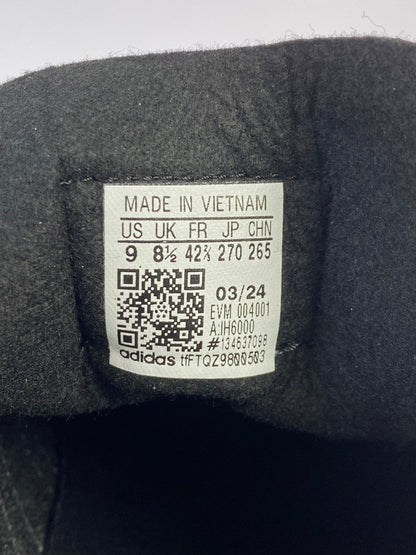 MADE IN VIETNAM
US UK FR JP CHN
9 8½ 42⅔ 270 265
03/24
EVM 004001
A:IH6000
#134637098
adidas tfFTQZ9800503